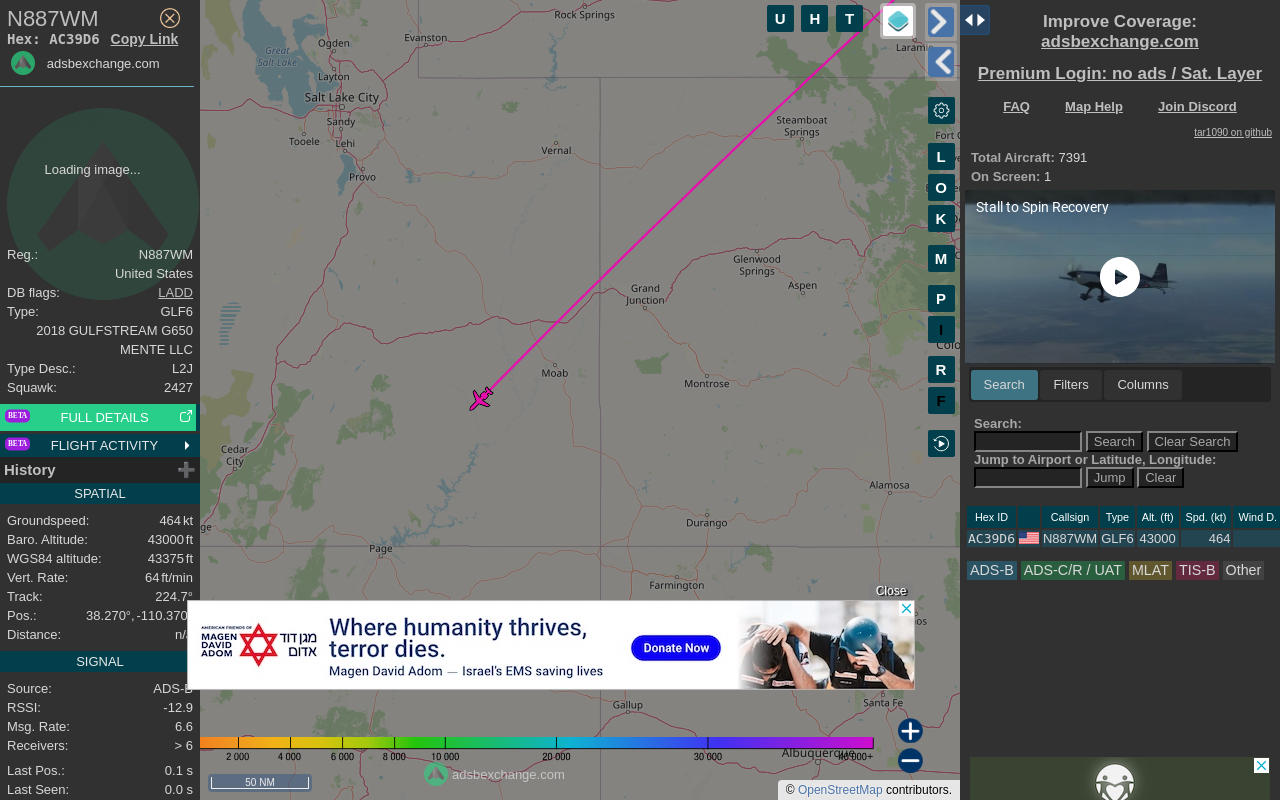 N887WM
Hex: AC39D6 Copy Link
adsbexchange.com
Loading image...
Reg.: N887WM
United States
DB flags: LADD
Type: GLF6
2018 GULFSTREAM G650
MENTE LLC
Type Desc.: L2J
Squawk: 2427
BETA FULL DETAILS
BETA FLIGHT ACTIVITY
History
SPATIAL
Groundspeed: 464 kt
Baro. Altitude: 43000 ft
WGS84 altitude: 43375 ft
Vert. Rate: 64 ft/min
Track: 224.7°
Pos.: 38.270°, -110.370
Distance: n/
SIGNAL
Source: ADS-B
RSSI: -12.9
Msg. Rate: 6.6
Receivers: > 6
Last Pos.: 0.1 s
Last Seen: 0.0 s
Rock Springs
Evanston
Ogden
Great
Salt Lake
Layton
Salt Lake City
Sandy
Tooele
Lehi
Provo
Vernal
Laram
Steamboat
Springs
Fort C
Glenwood
Springs
Grand
Junction
Aspen
Colo
Moab
Montrose
Cedar
City
Alamosa
ge
Durango
Page
Farmington
os
Gallup
Santa Fe
Albuquerque
U H T
L
O
K
M
P
I
R
F
Close
AMERICAN FRIENDS OF
MAGEN
DAVID
ADOM
מגן דוד
אדום
Where humanity thrives,
terror dies.
Magen David Adom — Israel's EMS saving lives
Donate Now
2 000 4 000 6 000 8 000 10 000 20 000 30 000 40 000+
adsbexchange.com
50 NM
© OpenStreetMap contributors.
Improve Coverage:
adsbexchange.com
Premium Login: no ads / Sat. Layer
FAQ Map Help Join Discord
tar1090 on github
Total Aircraft: 7391
On Screen: 1
Stall to Spin Recovery
Search Filters Columns
Search:
Search Clear Search
Jump to Airport or Latitude, Longitude:
Jump Clear
Hex ID Callsign Type Alt. (ft) Spd. (kt) Wind D.
AC39D6 N887WM GLF6 43000 464
ADS-B ADS-C/R / UAT MLAT TIS-B Other